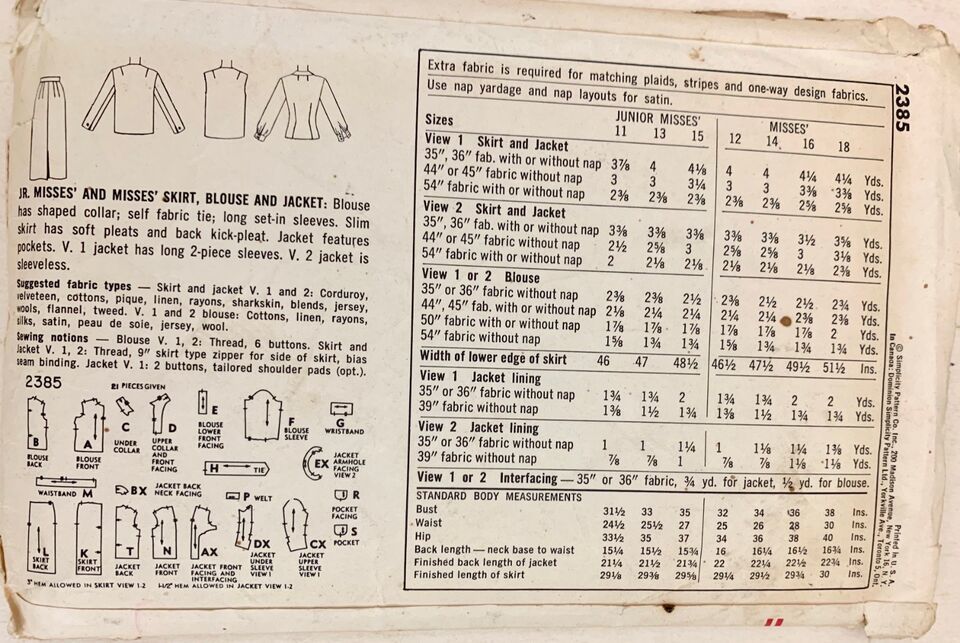 JR. MISSES' AND MISSES' SKIRT, BLOUSE AND JACKET: Blouse
has shaped collar; self fabric tie; long set-in sleeves. Slim
skirt has soft pleats and back kick-pleat. Jacket features
pockets. V. 1 jacket has long 2-piece sleeves. V. 2 jacket is
sleeveless.
Suggested fabric types — Skirt and jacket V. 1 and 2: Corduroy,
velveteen, cottons, pique, linen, rayons, sharkskin, blends, jersey,
wools, flannel, tweed. V. 1 and 2 blouse: Cottons, linen, rayons,
silks, satin, peau de soie, jersey, wool.
Sewing notions — Blouse V. 1, 2: Thread, 6 buttons. Skirt and
Jacket V. 1, 2: Thread, 9" skirt type zipper for side of skirt, bias
seam binding. Jacket V. 1: 2 buttons, tailored shoulder pads (opt.).
2385
21 PIECES GIVEN
B
BLOUSE
BACK
A
BLOUSE
FRONT
C
UNDER
COLLAR
D
UPPER
COLLAR
AND
FRONT
FACING
E
BLOUSE
LOWER
FRONT
FACING
F
BLOUSE
SLEEVE
G
WRISTBAND
H TIE
EX
JACKET
ARMHOLE
FACING
VIEW 2
WAISTBAND M
BX JACKET BACK
NECK FACING
P WELT
R
POCKET
FACING
S
POCKET
L
SKIRT
BACK
K
SKIRT
FRONT
T
JACKET
BACK
N
JACKET
FRONT
AX
JACKET FRONT
FACING AND
INTERFACING
DX
JACKET
UNDER
SLEEVE
VIEW 1
CX
JACKET
UPPER
SLEEVE
VIEW 1
3" HEM ALLOWED IN SKIRT VIEW 1-2
1-1/2" HEM ALLOWED IN JACKET VIEW 1-2
Extra fabric is required for matching plaids, stripes and one-way design fabrics.
Use nap yardage and nap layouts for satin.
JUNIOR MISSES' MISSES'
Sizes 11 13 15 12 14 16 18
View 1 Skirt and Jacket
35", 36" fab. with or without nap 3⅞ 4 4⅛ 4 4 4¼ 4¼ Yds.
44" or 45" fabric without nap 3 3 3¼ 3 3 3⅜ 3⅜ Yds.
54" fabric with or without nap 2⅜ 2⅜ 2⅜ 2⅜ 2⅜ 2⅝ 2⅝ Yds.
View 2 Skirt and Jacket
35", 36" fab. with or without nap 3⅜ 3⅜ 3⅜ 3⅜ 3⅜ 3½ 3⅝ Yds.
44" or 45" fabric without nap 2½ 2⅝ 3 2⅝ 2⅝ 3 3⅛ Yds.
54" fabric with or without nap 2 2⅛ 2⅛ 2⅛ 2⅛ 2⅛ 2⅜ Yds.
View 1 or 2 Blouse
35" or 36" fabric without nap 2⅜ 2⅜ 2½ 2⅜ 2½ 2½ 2¾ Yds.
44", 45" fab. with or without nap 2⅛ 2¼ 2¼ 2¼ 2¼ 2⅜ 2⅜ Yds.
50" fabric with or without nap 1⅞ 1⅞ 1⅞ 1⅞ 1⅞ 1⅞ 2 Yds.
54" fabric without nap 1⅝ 1¾ 1¾ 1⅝ 1¾ 1¾ 1¾ Yds.
Width of lower edge of skirt 46 47 48½ 46½ 47½ 49½ 51½ Ins.
View 1 Jacket lining
35" or 36" fabric without nap 1¾ 1¾ 2 1¾ 1¾ 2 2 Yds.
39" fabric without nap 1⅜ 1½ 1¾ 1⅜ 1½ 1¾ 1¾ Yds.
View 2 Jacket lining
35" or 36" fabric without nap 1 1 1¼ 1 1⅛ 1¼ 1⅜ Yds.
39" fabric without nap ⅞ ⅞ 1 ⅞ ⅞ 1⅛ 1⅛ Yds.
View 1 or 2 Interfacing — 35" or 36" fabric, ¾ yd. for jacket, ½ yd. for blouse.
STANDARD BODY MEASUREMENTS
Bust 31½ 33 35 32 34 36 38 Ins.
Waist 24½ 25½ 27 25 26 28 30 Ins.
Hip 33½ 35 37 34 36 38 40 Ins.
Back length — neck base to waist 15¼ 15½ 15¾ 16 16¼ 16½ 16¾ Ins.
Finished back length of jacket 21¼ 21½ 21¾ 22 22¼ 22½ 22¾ Ins.
Finished length of skirt 29⅛ 29⅜ 29⅝ 29¼ 29½ 29¾ 30 Ins.
2385
© Simplicity Pattern Co. Inc., 200 Madison Avenue, New York 16, N. Y.
In Canada: Dominion Simplicity Pattern Ltd., Yorkville Ave., Toronto 5, Ont.
Printed in U. S. A.